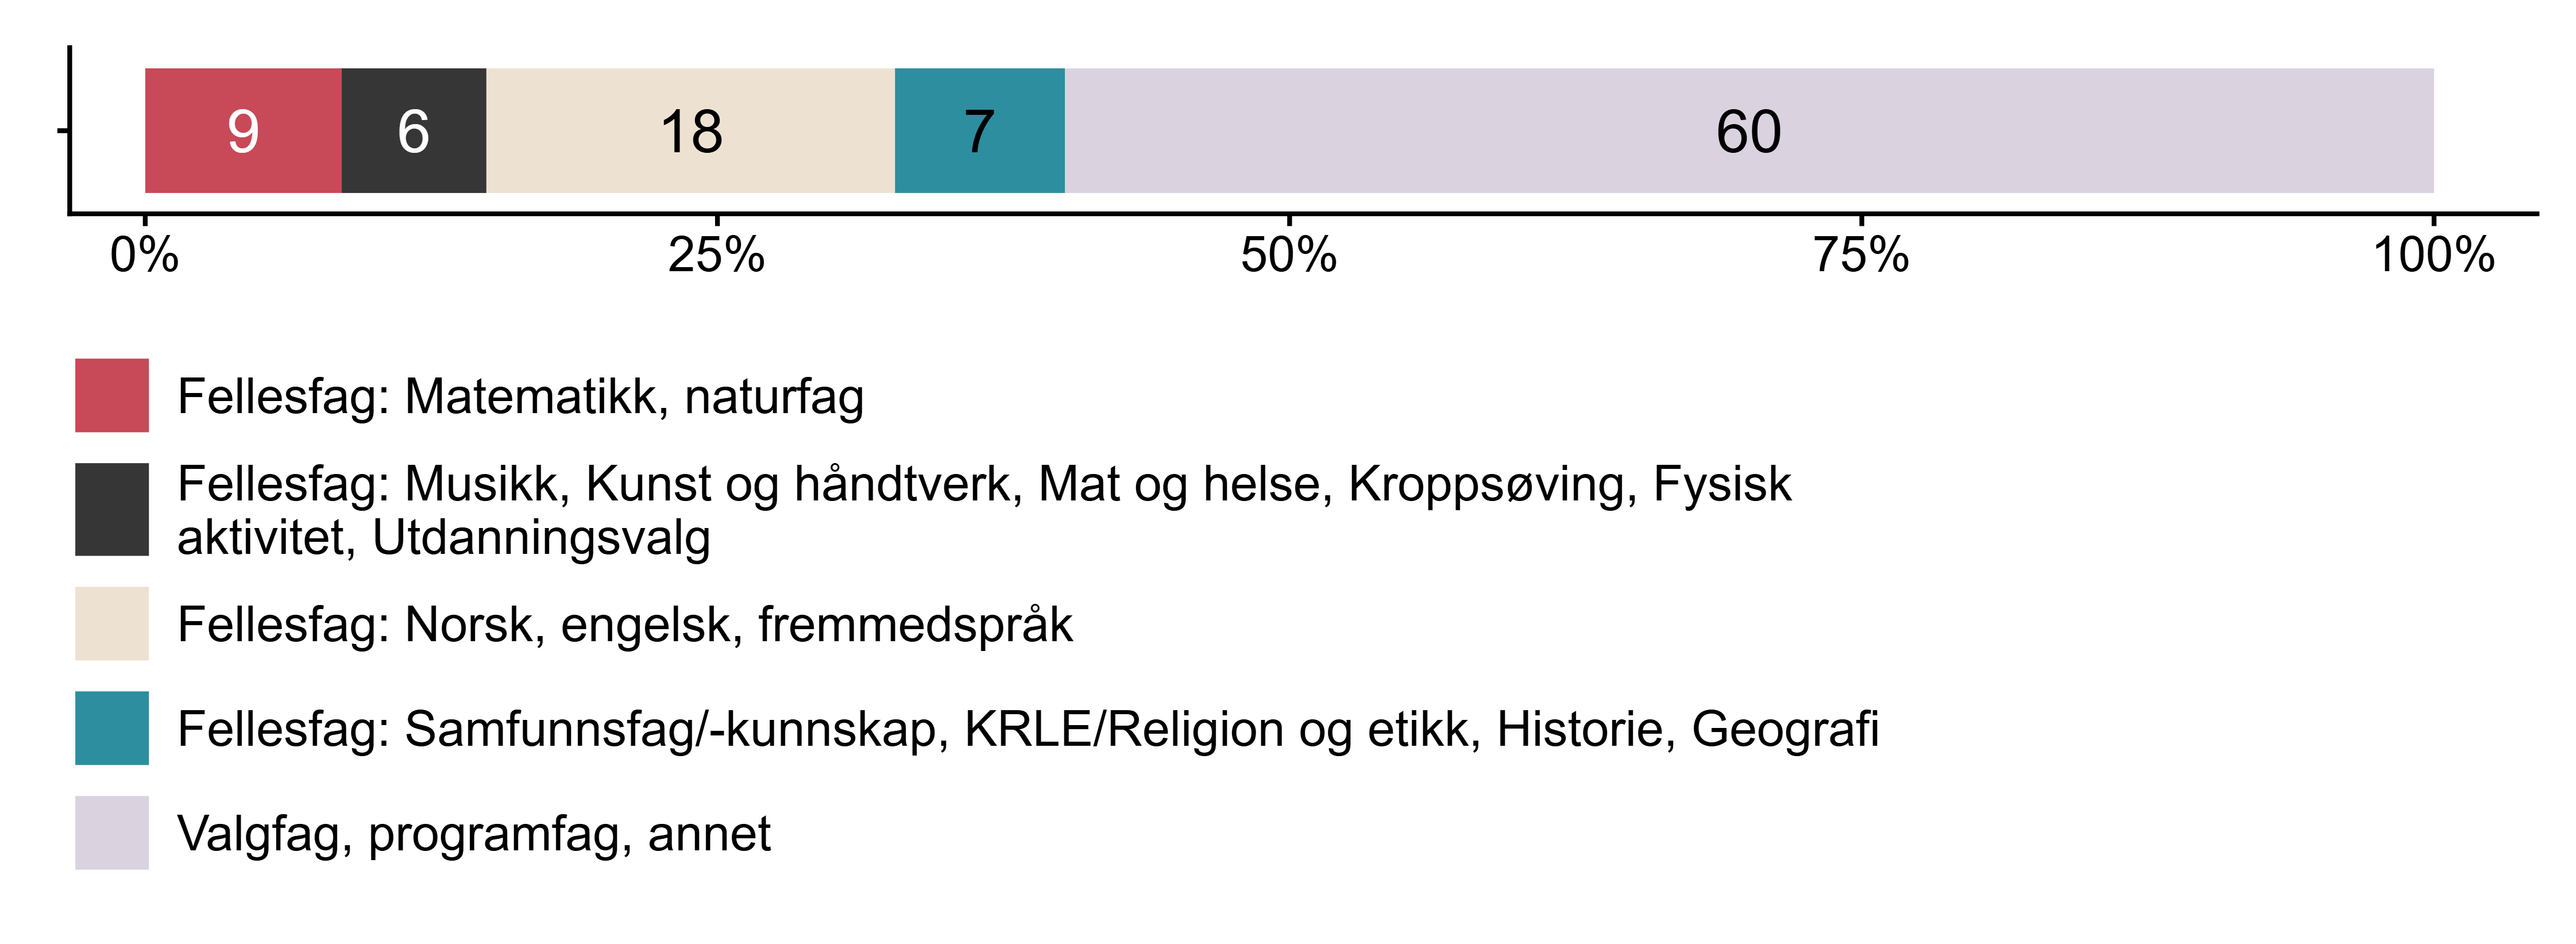 9 6 18 7 60
0% 25% 50% 75% 100%
Fellesfag: Matematikk, naturfag
Fellesfag: Musikk, Kunst og håndtverk, Mat og helse, Kroppsøving, Fysisk
aktivitet, Utdanningsvalg
Fellesfag: Norsk, engelsk, fremmedspråk
Fellesfag: Samfunnsfag/-kunnskap, KRLE/Religion og etikk, Historie, Geografi
Valgfag, programfag, annet